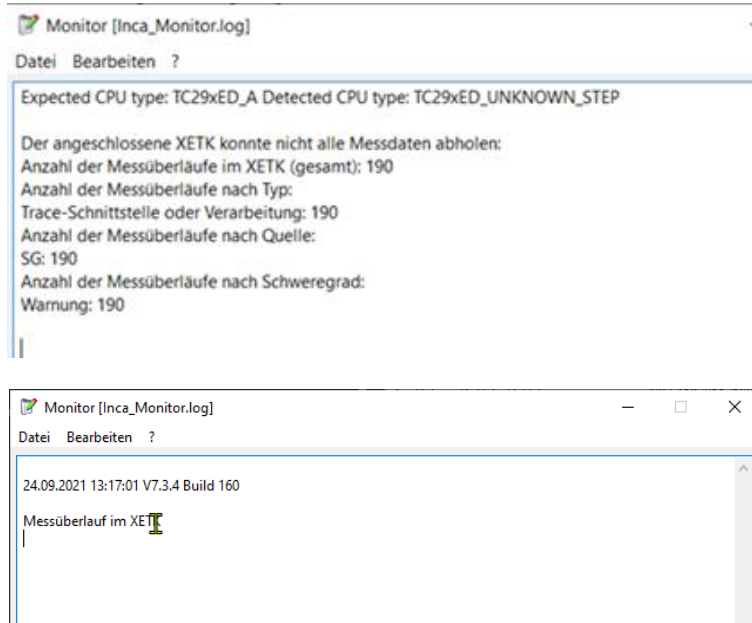 Monitor [Inca_Monitor.log]
Datei Bearbeiten ?
Expected CPU type: TC29xED_A Detected CPU type: TC29xED_UNKNOWN_STEP
Der angeschlossene XETK konnte nicht alle Messdaten abholen:
Anzahl der Messüberläufe im XETK (gesamt): 190
Anzahl der Messüberläufe nach Typ:
Trace-Schnittstelle oder Verarbeitung: 190
Anzahl der Messüberläufe nach Quelle:
SG: 190
Anzahl der Messüberläufe nach Schweregrad:
Warnung: 190
Monitor [Inca_Monitor.log]
Datei Bearbeiten ?
24.09.2021 13:17:01 V7.3.4 Build 160
Messüberlauf im XETK